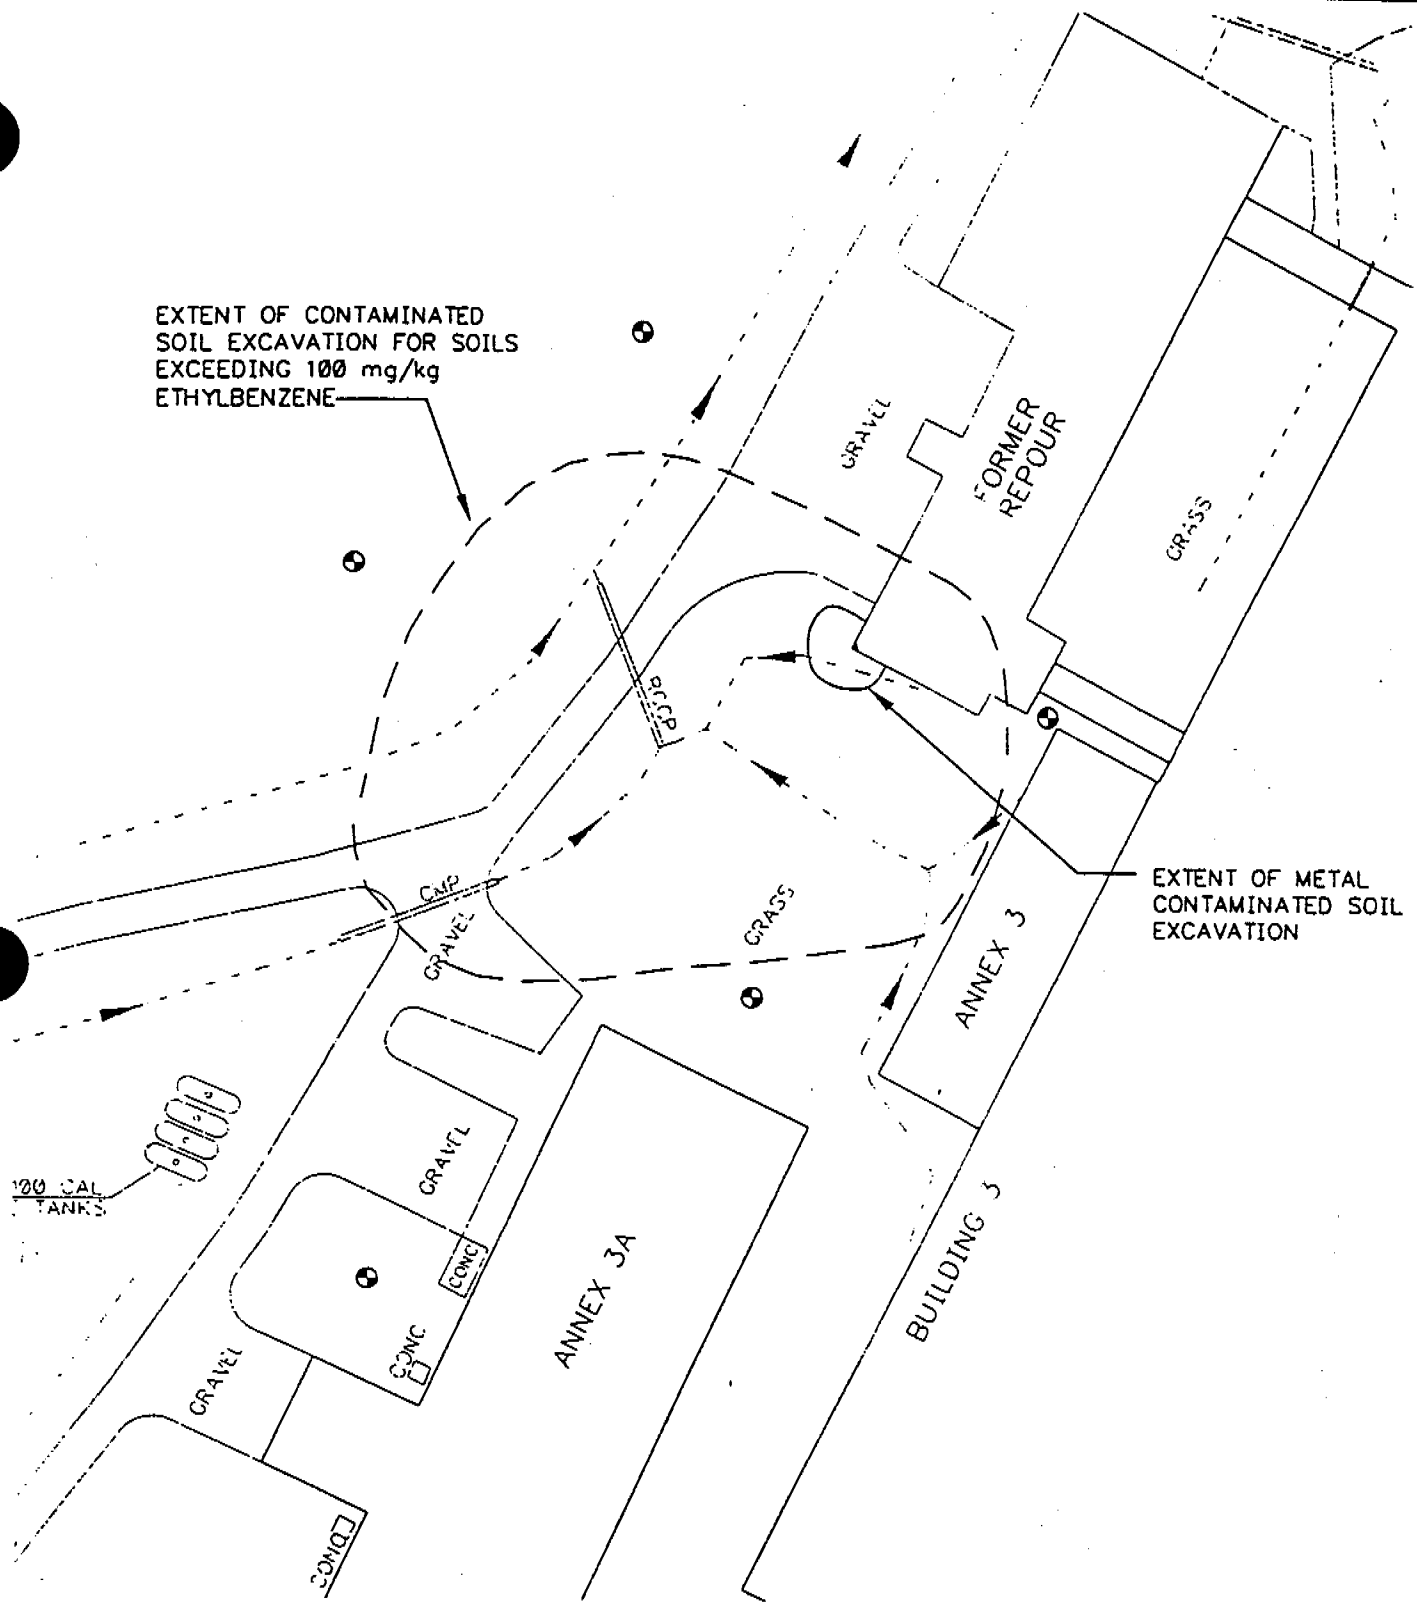 EXTENT OF CONTAMINATED
SOIL EXCAVATION FOR SOILS
EXCEEDING 100 mg/kg
ETHYLBENZENE
GRAVEL
FORMER
REPOUR
GRASS
RCCP
CMP
GRAVEL
GRASS
EXTENT OF METAL
CONTAMINATED SOIL
EXCAVATION
ANNEX 3
GRAVEL
TANKS
CONC
ANNEX 3A
BUILDING 3
CONC
GRAVEL
CONC